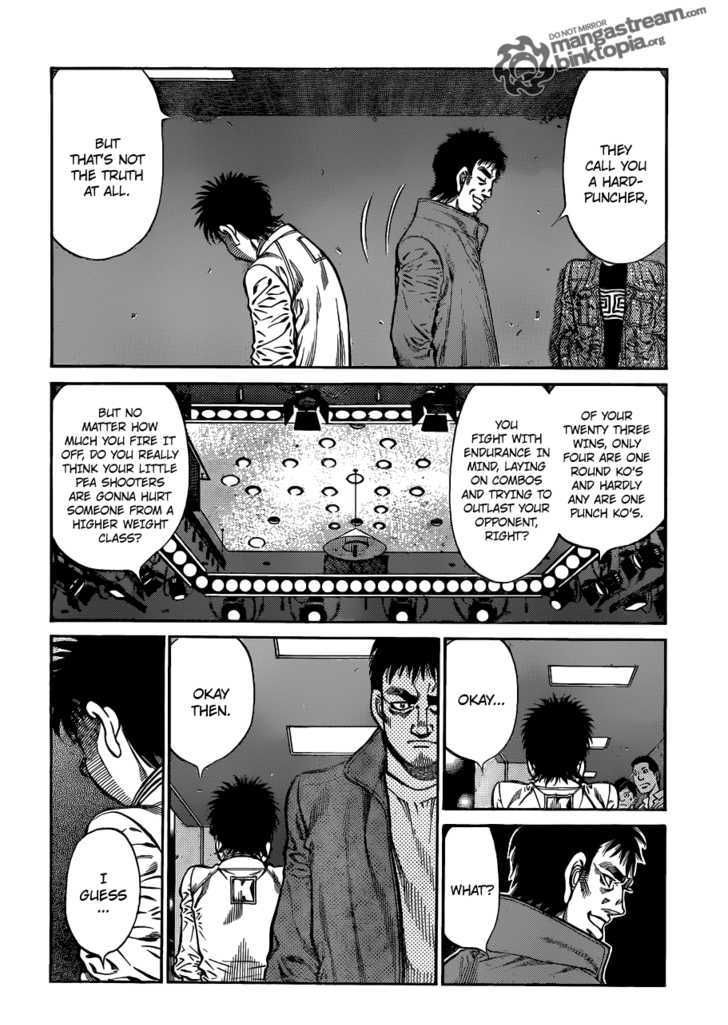 DO NOT MIRROR
mangastream.com
binktopia.org
THEY
CALL YOU
A HARD-
PUNCHER,
BUT
THAT'S NOT
THE TRUTH
AT ALL.
OF YOUR
TWENTY THREE
WINS, ONLY
FOUR ARE ONE
ROUND KO'S
AND HARDLY
ANY ARE ONE
PUNCH KO'S.
YOU
FIGHT WITH
ENDURANCE
IN MIND, LAYING
ON COMBOS
AND TRYING TO
OUTLAST YOUR
OPPONENT,
RIGHT?
BUT NO
MATTER HOW
MUCH YOU FIRE IT
OFF, DO YOU REALLY
THINK YOUR LITTLE
PEA SHOOTERS
ARE GONNA HURT
SOMEONE FROM A
HIGHER WEIGHT
CLASS?
OKAY...
WHAT?
OKAY
THEN.
K
I
GUESS
...